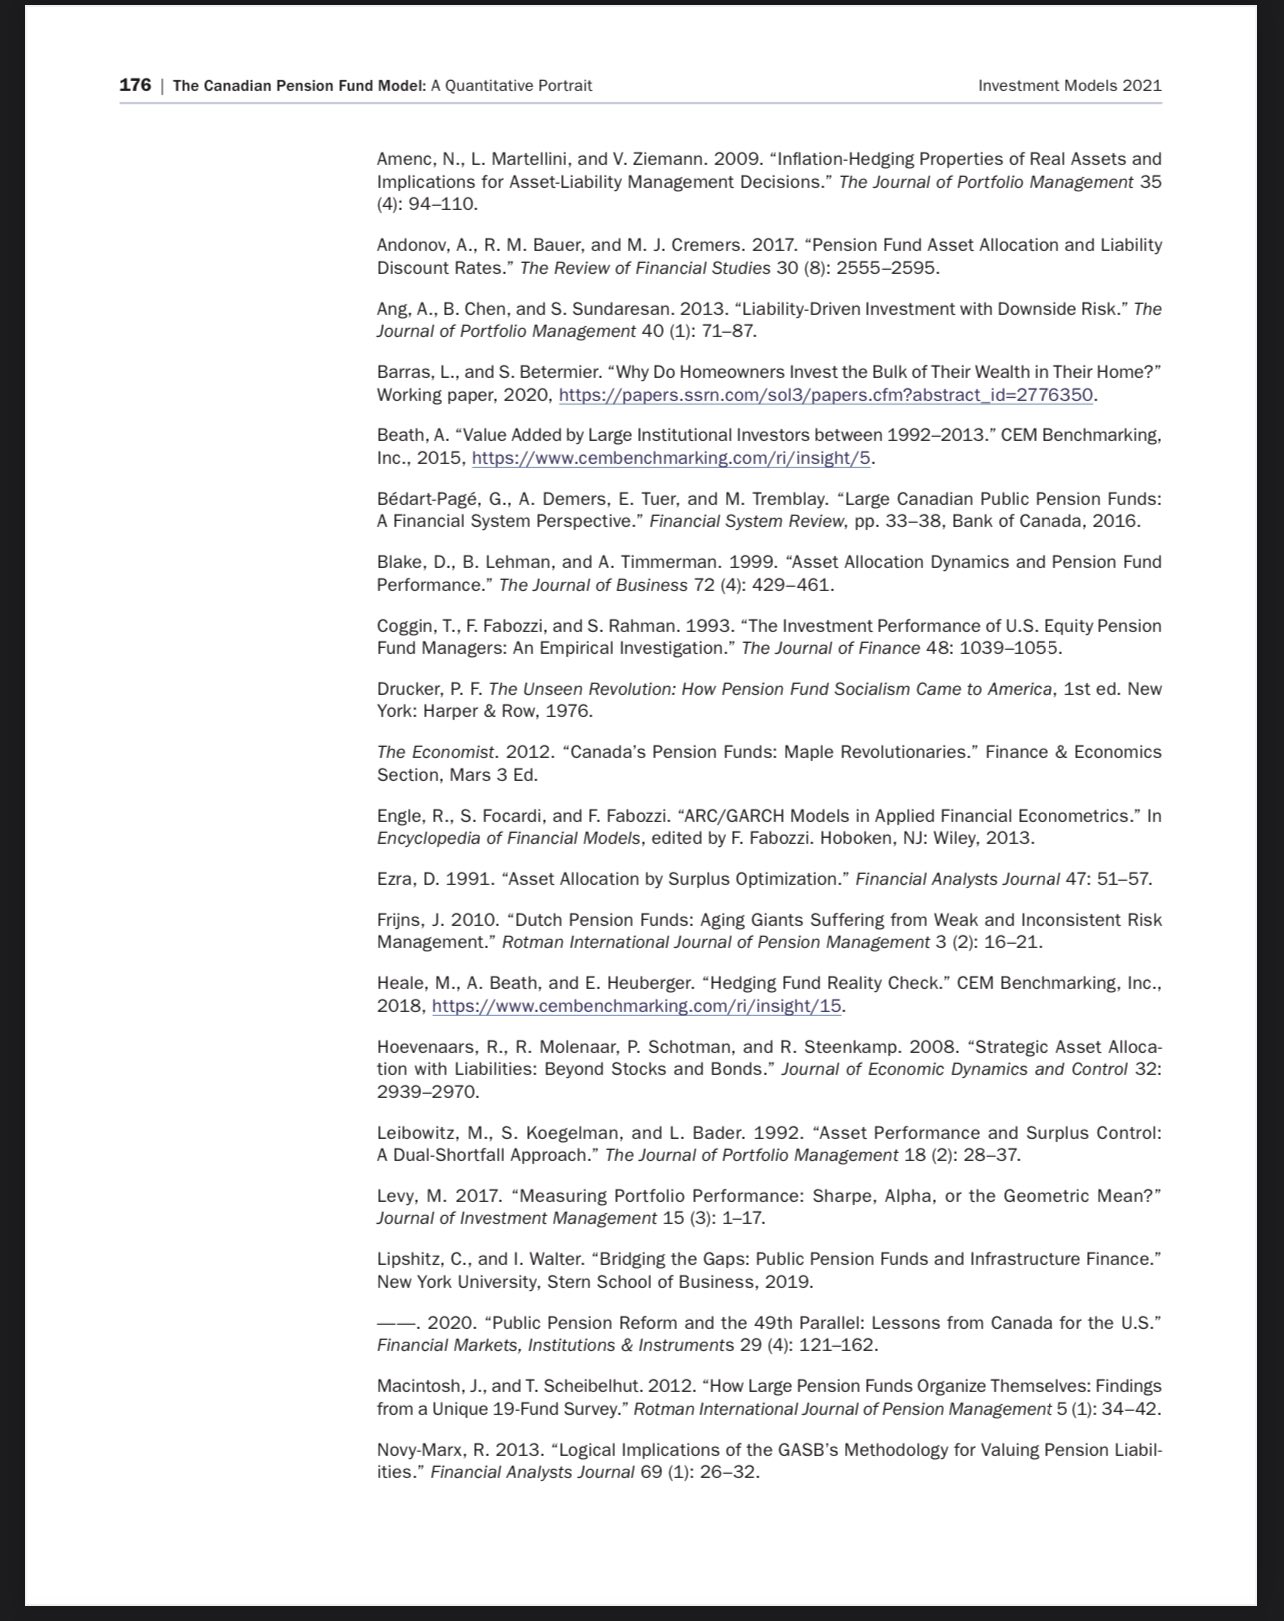 176 | The Canadian Pension Fund Model: A Quantitative Portrait
Investment Models 2021
Amenc, N., L. Martellini, and V. Ziemann. 2009. “Inflation-Hedging Properties of Real Assets and
Implications for Asset-Liability Management Decisions.” The Journal of Portfolio Management 35
(4): 94–110.
Andonov, A., R. M. Bauer, and M. J. Cremers. 2017. “Pension Fund Asset Allocation and Liability
Discount Rates.” The Review of Financial Studies 30 (8): 2555–2595.
Ang, A., B. Chen, and S. Sundaresan. 2013. “Liability-Driven Investment with Downside Risk.” The
Journal of Portfolio Management 40 (1): 71–87.
Barras, L., and S. Betermier. “Why Do Homeowners Invest the Bulk of Their Wealth in Their Home?”
Working paper, 2020, https://papers.ssrn.com/sol3/papers.cfm?abstract_id=2776350.
Beath, A. “Value Added by Large Institutional Investors between 1992–2013.” CEM Benchmarking,
Inc., 2015, https://www.cembenchmarking.com/ri/insight/5.
Bédart-Pagé, G., A. Demers, E. Tuer, and M. Tremblay. “Large Canadian Public Pension Funds:
A Financial System Perspective.” Financial System Review, pp. 33–38, Bank of Canada, 2016.
Blake, D., B. Lehman, and A. Timmerman. 1999. “Asset Allocation Dynamics and Pension Fund
Performance.” The Journal of Business 72 (4): 429–461.
Coggin, T., F. Fabozzi, and S. Rahman. 1993. “The Investment Performance of U.S. Equity Pension
Fund Managers: An Empirical Investigation.” The Journal of Finance 48: 1039–1055.
Drucker, P. F. The Unseen Revolution: How Pension Fund Socialism Came to America, 1st ed. New
York: Harper & Row, 1976.
The Economist. 2012. “Canada’s Pension Funds: Maple Revolutionaries.” Finance & Economics
Section, Mars 3 Ed.
Engle, R., S. Focardi, and F. Fabozzi. “ARC/GARCH Models in Applied Financial Econometrics.” In
Encyclopedia of Financial Models, edited by F. Fabozzi. Hoboken, NJ: Wiley, 2013.
Ezra, D. 1991. “Asset Allocation by Surplus Optimization.” Financial Analysts Journal 47: 51–57.
Frijns, J. 2010. “Dutch Pension Funds: Aging Giants Suffering from Weak and Inconsistent Risk
Management.” Rotman International Journal of Pension Management 3 (2): 16–21.
Heale, M., A. Beath, and E. Heuberger. “Hedging Fund Reality Check.” CEM Benchmarking, Inc.,
2018, https://www.cembenchmarking.com/ri/insight/15.
Hoevenaars, R., R. Molenaar, P. Schotman, and R. Steenkamp. 2008. “Strategic Asset Alloca-
tion with Liabilities: Beyond Stocks and Bonds.” Journal of Economic Dynamics and Control 32:
2939–2970.
Leibowitz, M., S. Koegelman, and L. Bader. 1992. “Asset Performance and Surplus Control:
A Dual-Shortfall Approach.” The Journal of Portfolio Management 18 (2): 28–37.
Levy, M. 2017. “Measuring Portfolio Performance: Sharpe, Alpha, or the Geometric Mean?”
Journal of Investment Management 15 (3): 1–17.
Lipshitz, C., and I. Walter. “Bridging the Gaps: Public Pension Funds and Infrastructure Finance.”
New York University, Stern School of Business, 2019.
——. 2020. “Public Pension Reform and the 49th Parallel: Lessons from Canada for the U.S.”
Financial Markets, Institutions & Instruments 29 (4): 121–162.
Macintosh, J., and T. Scheibelhut. 2012. “How Large Pension Funds Organize Themselves: Findings
from a Unique 19-Fund Survey.” Rotman International Journal of Pension Management 5 (1): 34–42.
Novy-Marx, R. 2013. “Logical Implications of the GASB’s Methodology for Valuing Pension Liabil-
ities.” Financial Analysts Journal 69 (1): 26–32.